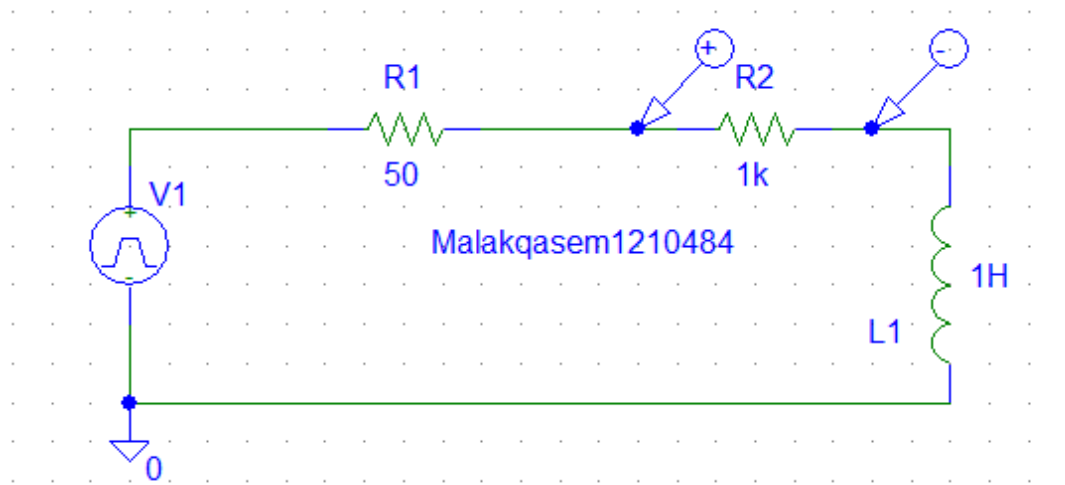 +
-
R1
R2
50
1k
V1
+
-
Malakqasem1210484
1H
L1
0